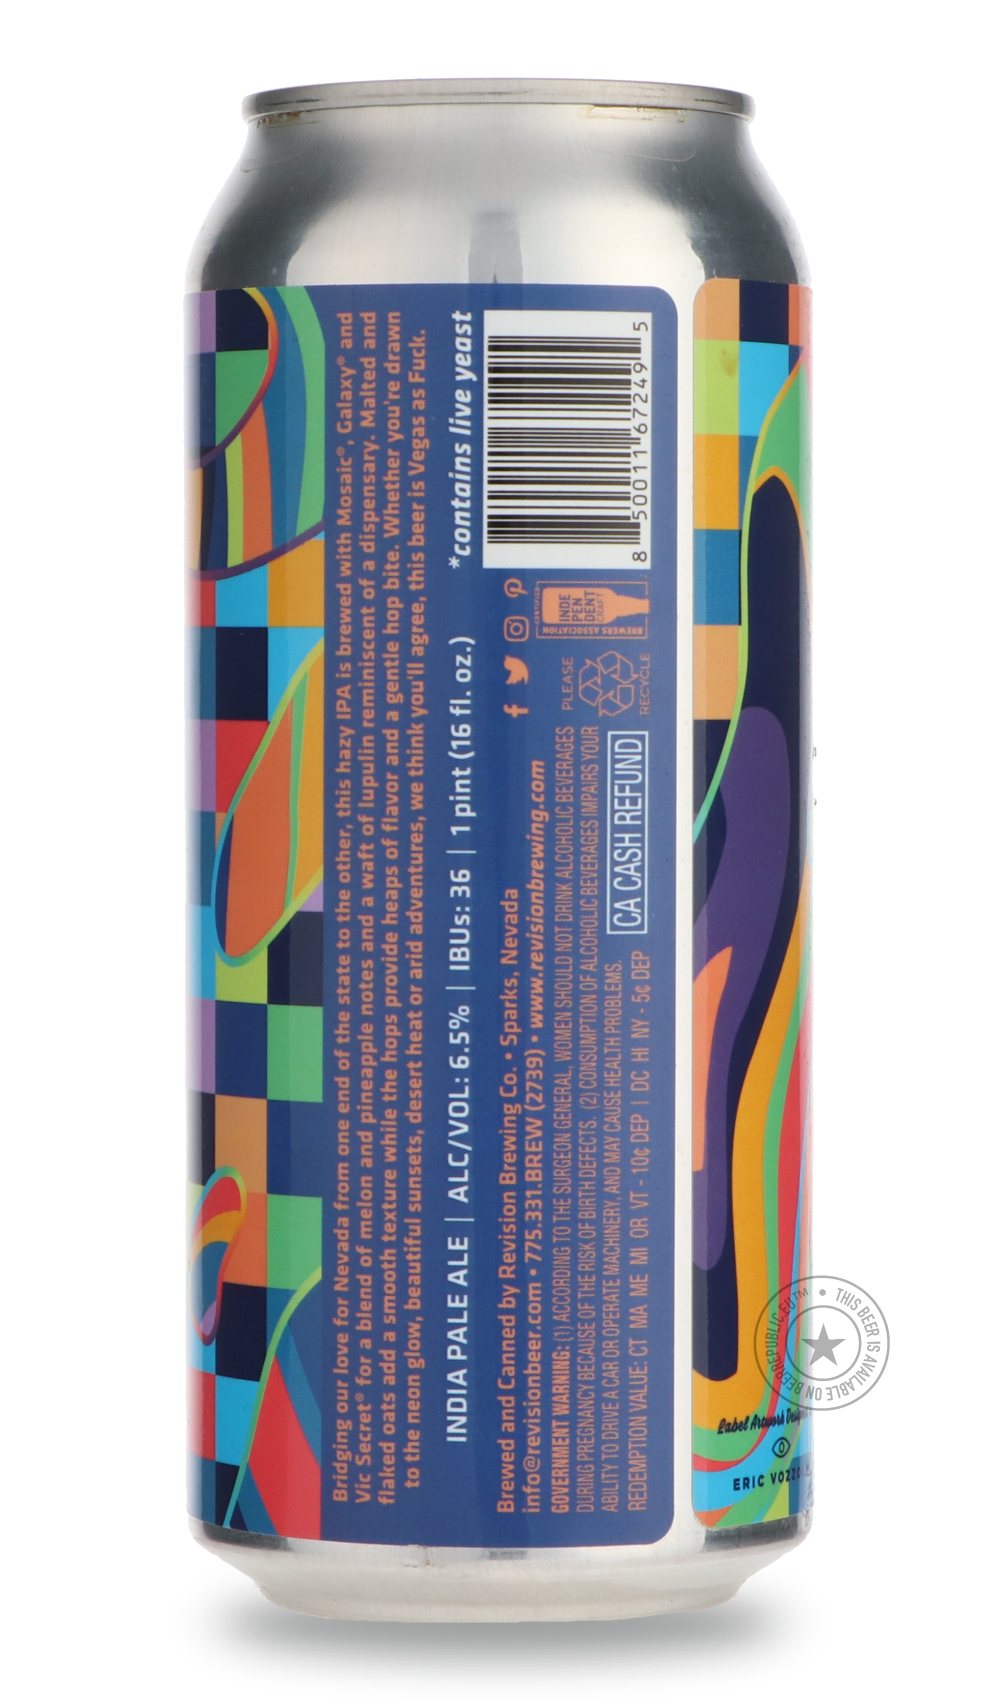 Bridging our love for Nevada from one end of the state to the other, this hazy IPA is brewed with Mosaic®, Galaxy® and
Vic Secret® for a blend of melon and pineapple notes and a waft of lupulin reminiscent of a dispensary. Malted and
flaked oats add a smooth texture while the hops provide heaps of flavor and a gentle hop bite. Whether you're drawn
to the neon glow, beautiful sunsets, desert heat or arid adventures, we think you'll agree, this beer is Vegas as Fuck.
INDIA PALE ALE | ALC/VOL: 6.5% | IBUs: 36 | 1 pint (16 fl. oz.)
*contains live yeast
Brewed and Canned by Revision Brewing Co. • Sparks, Nevada
info@revisionbeer.com • 775.331.BREW (2739) • www.revisionbrewing.com
GOVERNMENT WARNING: (1) ACCORDING TO THE SURGEON GENERAL, WOMEN SHOULD NOT DRINK ALCOHOLIC BEVERAGES
DURING PREGNANCY BECAUSE OF THE RISK OF BIRTH DEFECTS. (2) CONSUMPTION OF ALCOHOLIC BEVERAGES IMPAIRS YOUR
ABILITY TO DRIVE A CAR OR OPERATE MACHINERY, AND MAY CAUSE HEALTH PROBLEMS.
REDEMPTION VALUE: CT MA ME MI OR VT - 10¢ DEP | DC HI NY - 5¢ DEP
CA CASH REFUND
PLEASE
RECYCLE
CERTIFIED
INDE
PEN
DENT
CRAFT
BREWERS ASSOCIATION
8 50011 67249 5
Label Artwork
ERIC
THIS BEER IS AVAILABLE ON BEERREPUBLIC.EU™